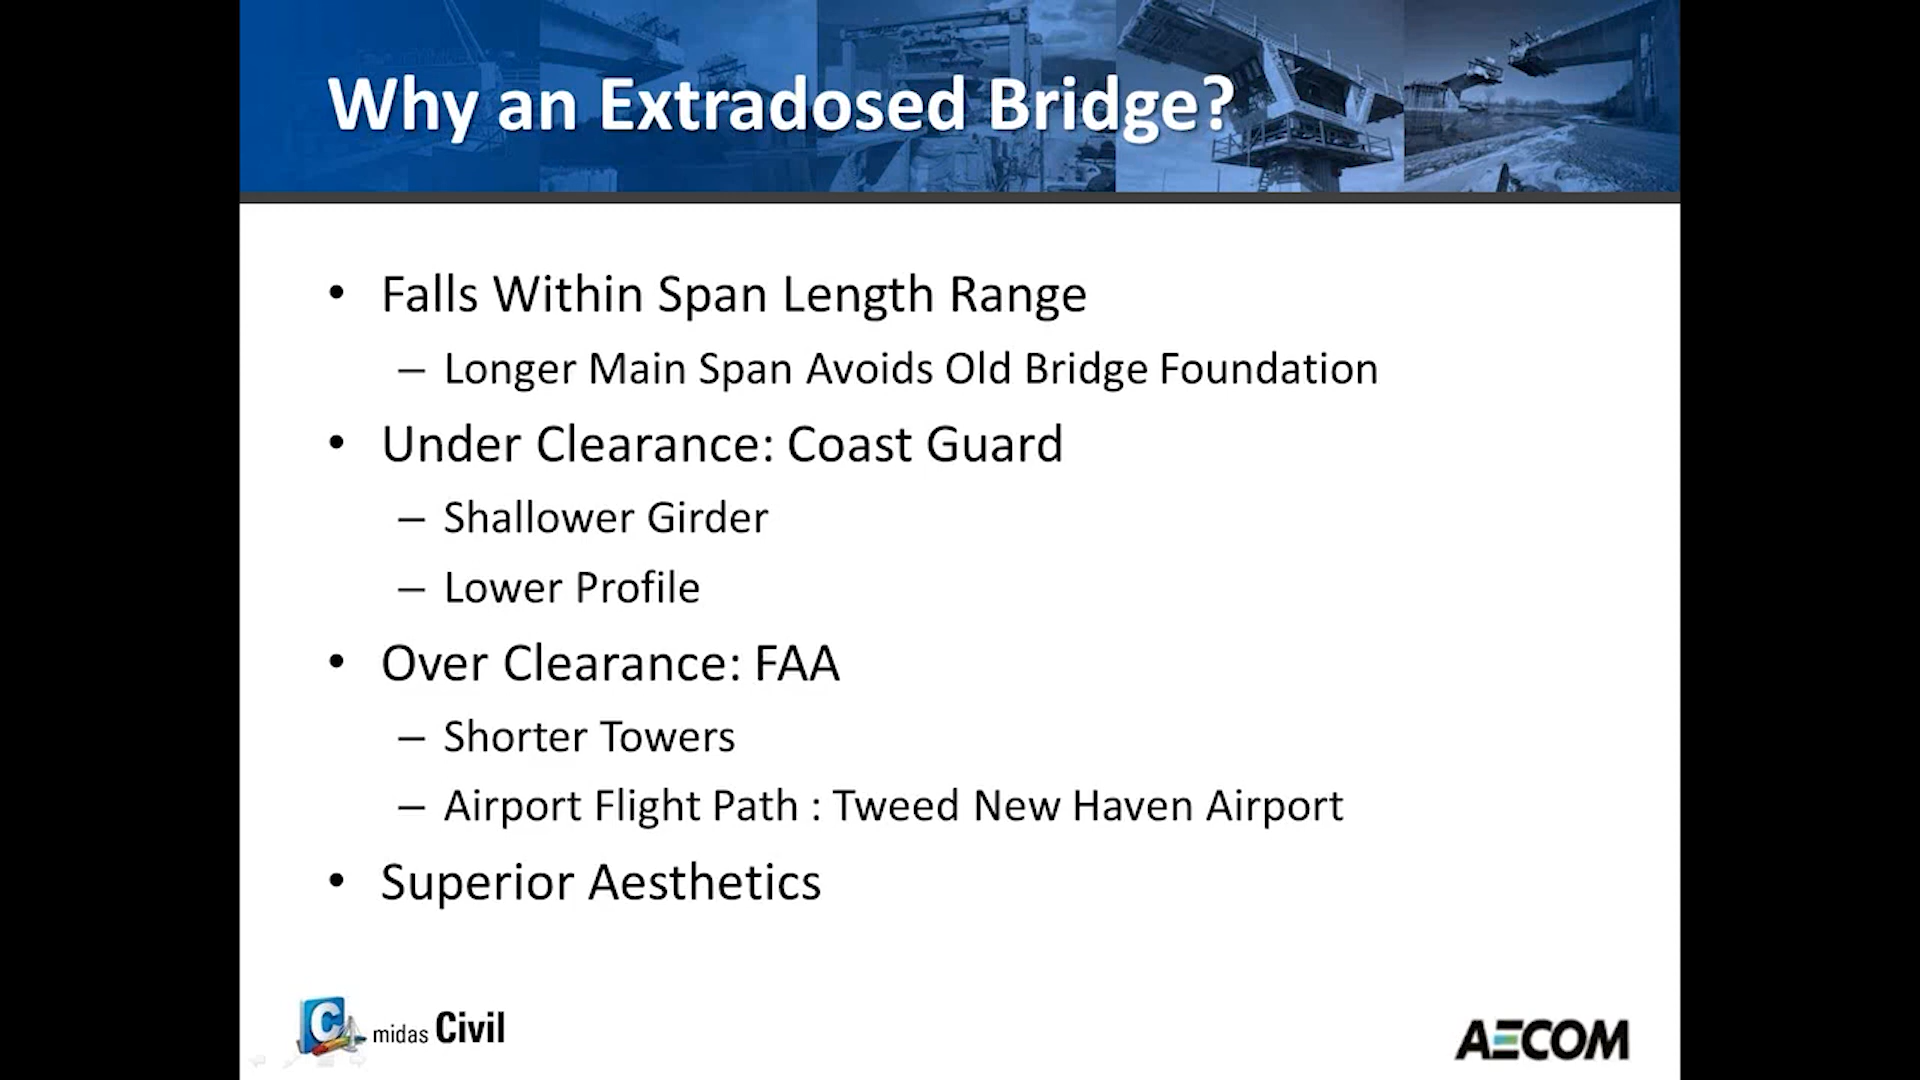 Why an Extradosed Bridge?
• Falls Within Span Length Range
– Longer Main Span Avoids Old Bridge Foundation
• Under Clearance: Coast Guard
– Shallower Girder
– Lower Profile
• Over Clearance: FAA
– Shorter Towers
– Airport Flight Path : Tweed New Haven Airport
• Superior Aesthetics
C midas Civil
AECOM